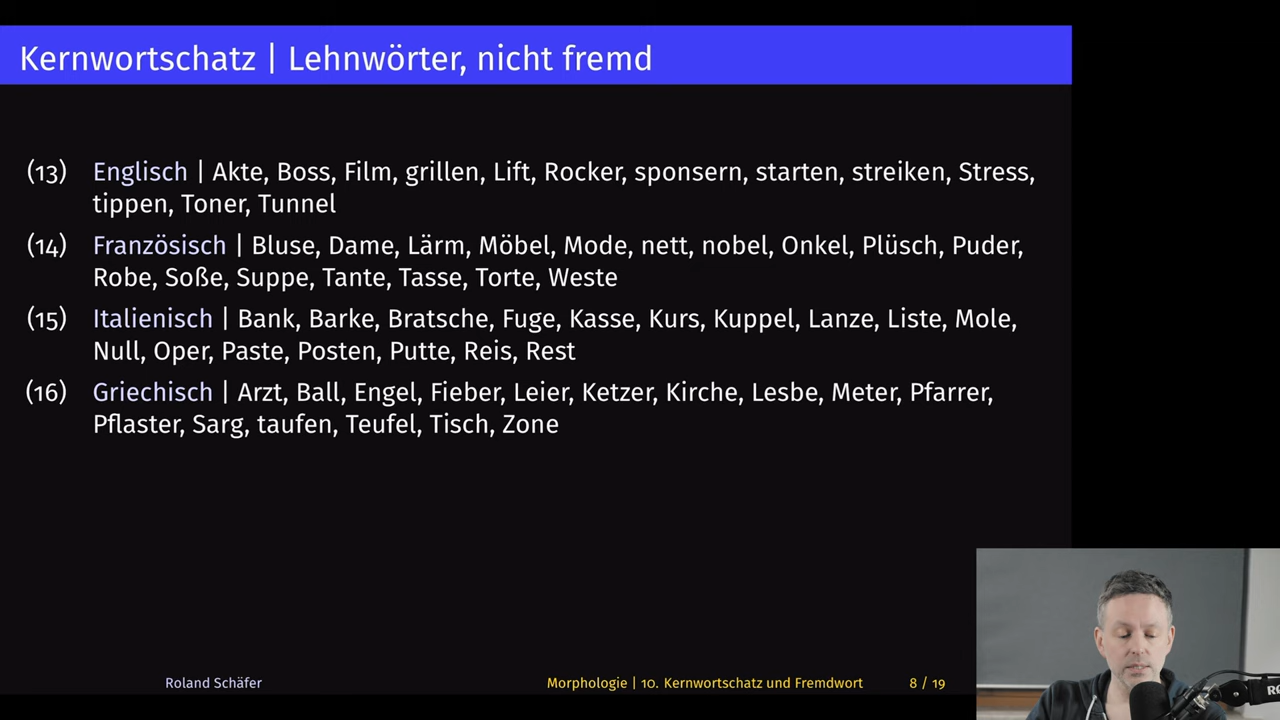 Kernwortschatz | Lehnwörter, nicht fremd
(13) Englisch | Akte, Boss, Film, grillen, Lift, Rocker, sponsern, starten, streiken, Stress,
tippen, Toner, Tunnel
(14) Französisch | Bluse, Dame, Lärm, Möbel, Mode, nett, nobel, Onkel, Plüsch, Puder,
Robe, Soße, Suppe, Tante, Tasse, Torte, Weste
(15) Italienisch | Bank, Barke, Bratsche, Fuge, Kasse, Kurs, Kuppel, Lanze, Liste, Mole,
Null, Oper, Paste, Posten, Putte, Reis, Rest
(16) Griechisch | Arzt, Ball, Engel, Fieber, Leier, Ketzer, Kirche, Lesbe, Meter, Pfarrer,
Pflaster, Sarg, taufen, Teufel, Tisch, Zone
Roland Schäfer Morphologie | 10. Kernwortschatz und Fremdwort 8 / 19